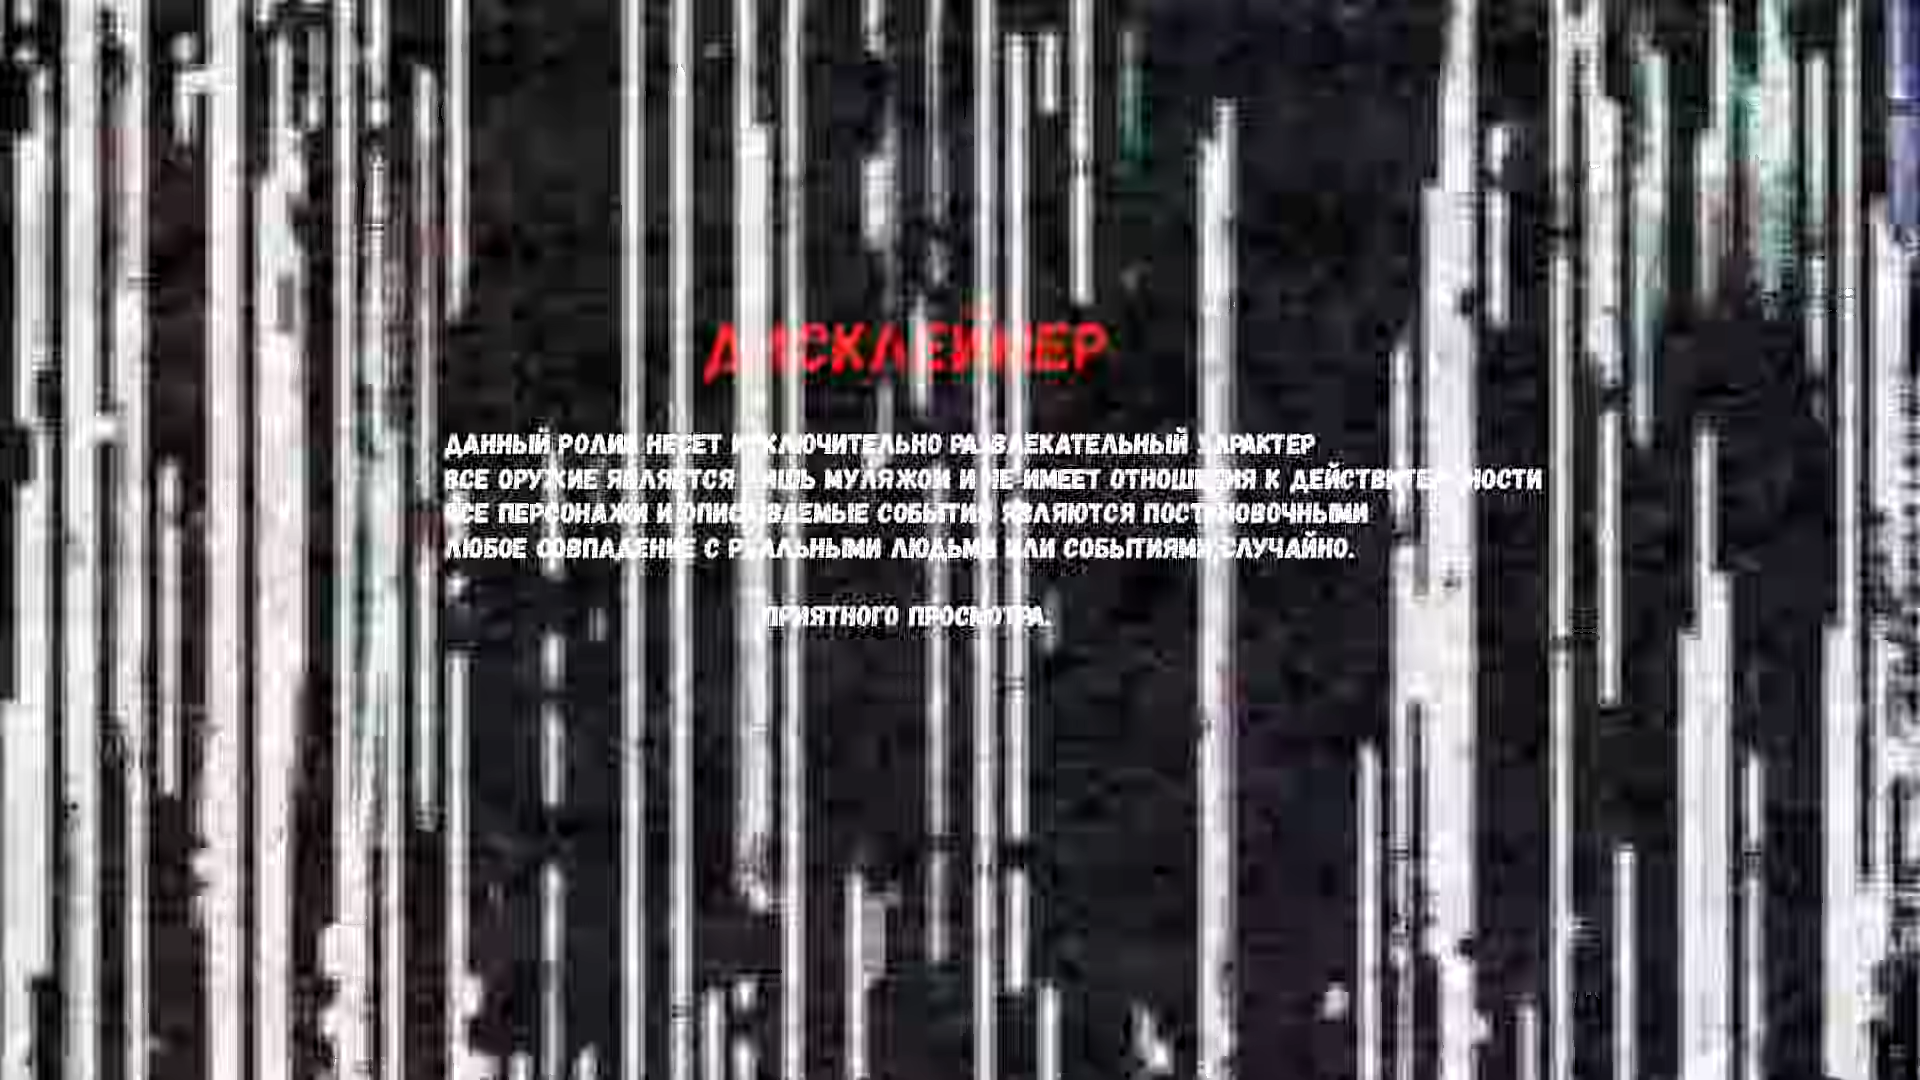 ДИСКЛЕЙМЕР
ДАННЫЙ РОЛИК НЕСЕТ ИСКЛЮЧИТЕЛЬНО РАЗВЛЕКАТЕЛЬНЫЙ ХАРАКТЕР
ВСЕ ОРУЖИЕ ЯВЛЯЕТСЯ ЛИШЬ МУЛЯЖОМ И НЕ ИМЕЕТ ОТНОШЕНИЯ К ДЕЙСТВИТЕЛЬНОСТИ
ВСЕ ПЕРСОНАЖИ И ОПИСЫВАЕМЫЕ СОБЫТИЯ ЯВЛЯЮТСЯ ПОСТАНОВОЧНЫМИ
ЛЮБОЕ СОВПАДЕНИЕ С РЕАЛЬНЫМИ ЛЮДЬМИ ИЛИ СОБЫТИЯМИ СЛУЧАЙНО.
ПРИЯТНОГО ПРОСМОТРА.